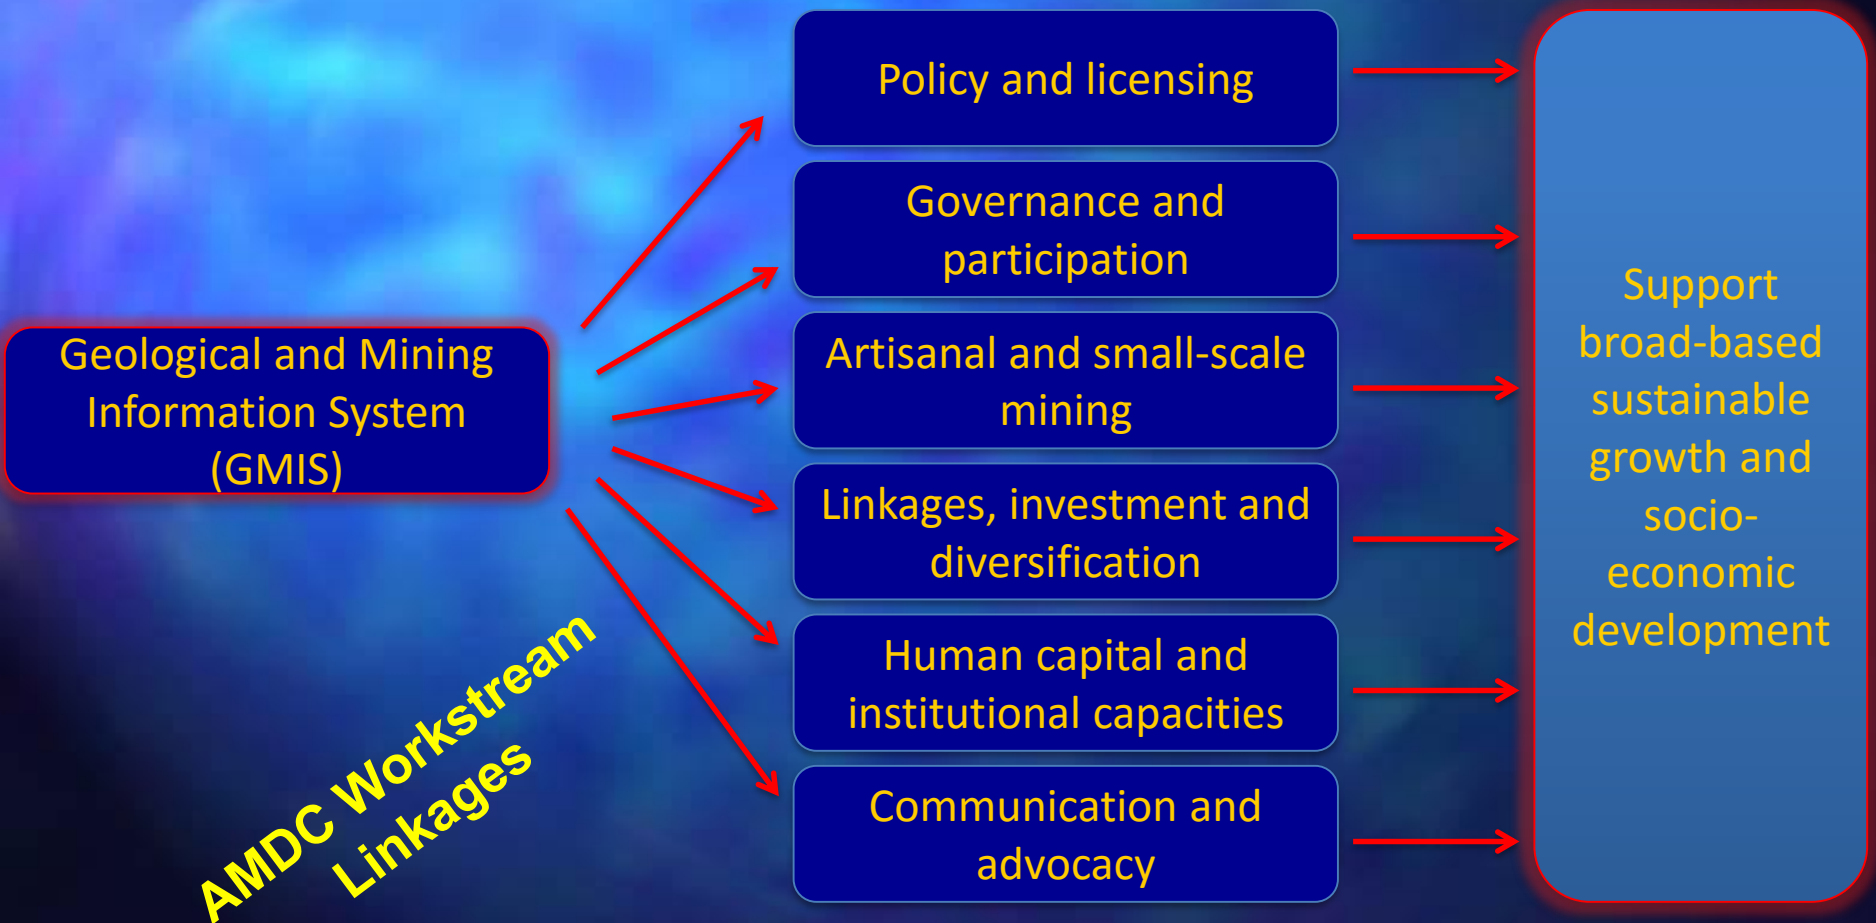 Geological and Mining
Information System
(GMIS)
Policy and licensing
Governance and
participation
Artisanal and small-scale
mining
Linkages, investment and
diversification
Human capital and
institutional capacities
Communication and
advocacy
Support
broad-based
sustainable
growth and
socio-
economic
development
AMDC Workstream
Linkages